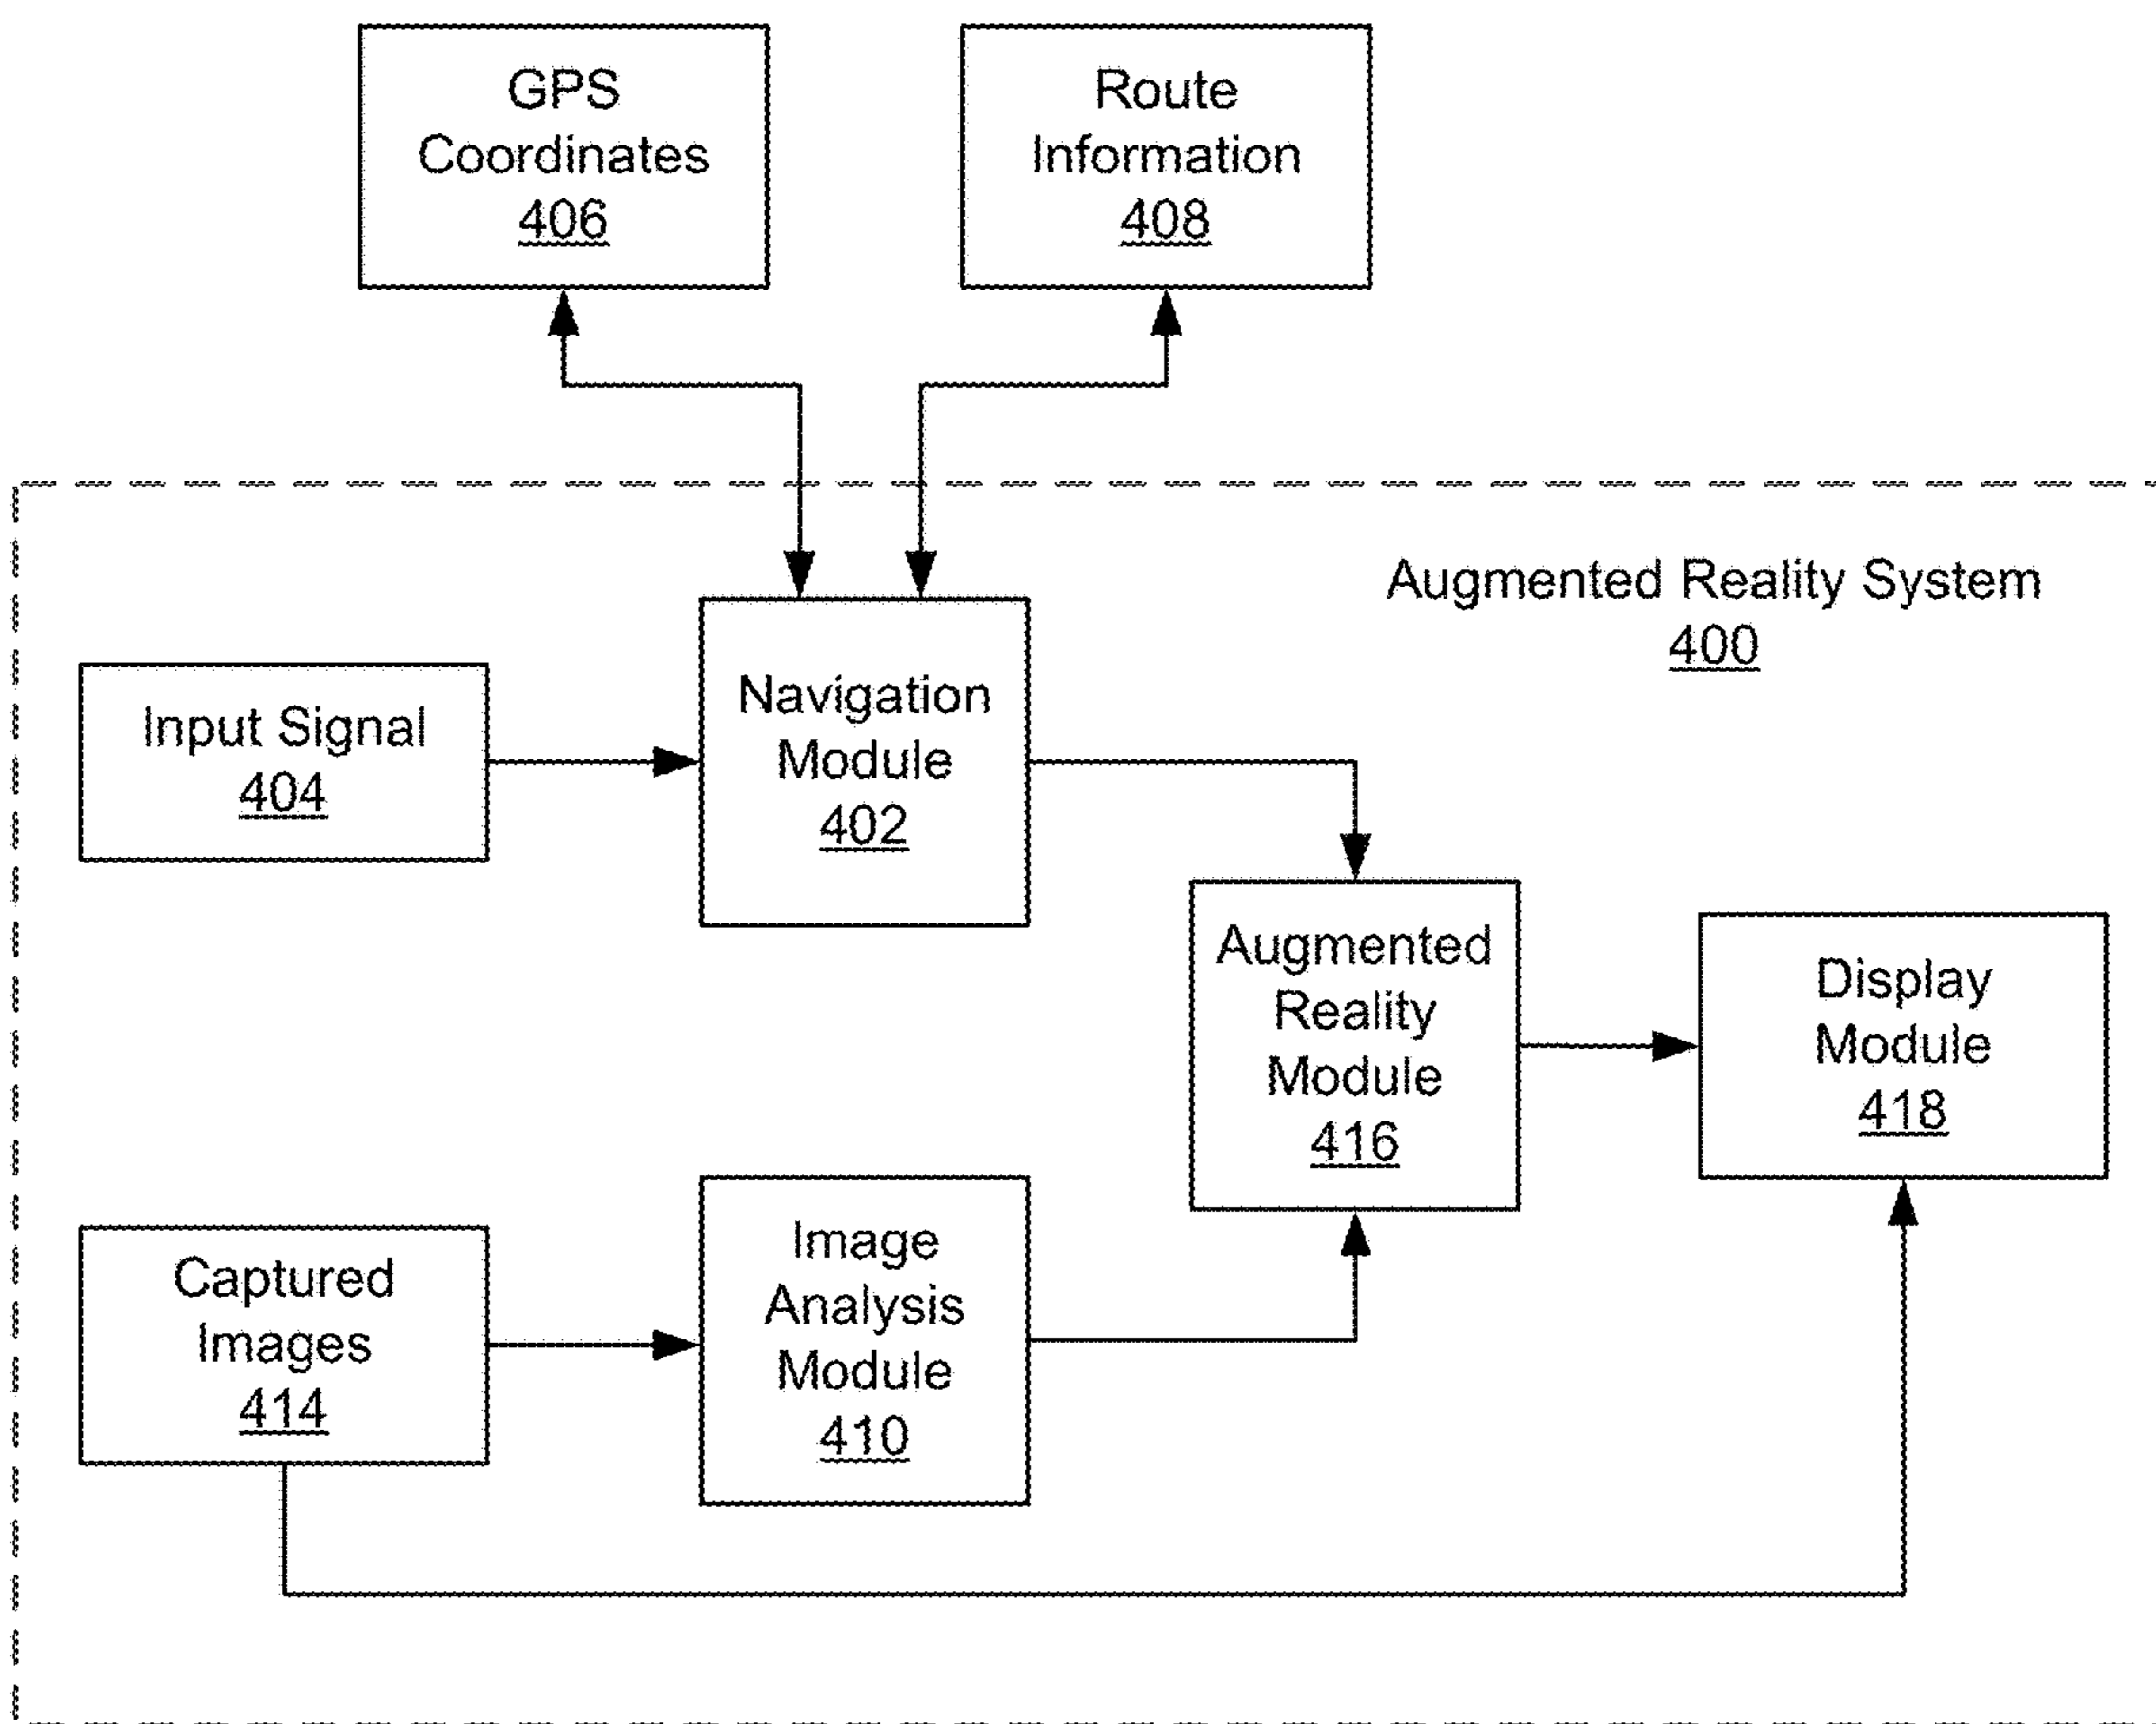 GPS
Coordinates
406
Route
Information
408
Augmented Reality System
400
Input Signal
404
Navigation
Module
402
Augmented
Reality
Module
416
Display
Module
418
Captured
Images
414
Image
Analysis
Module
410